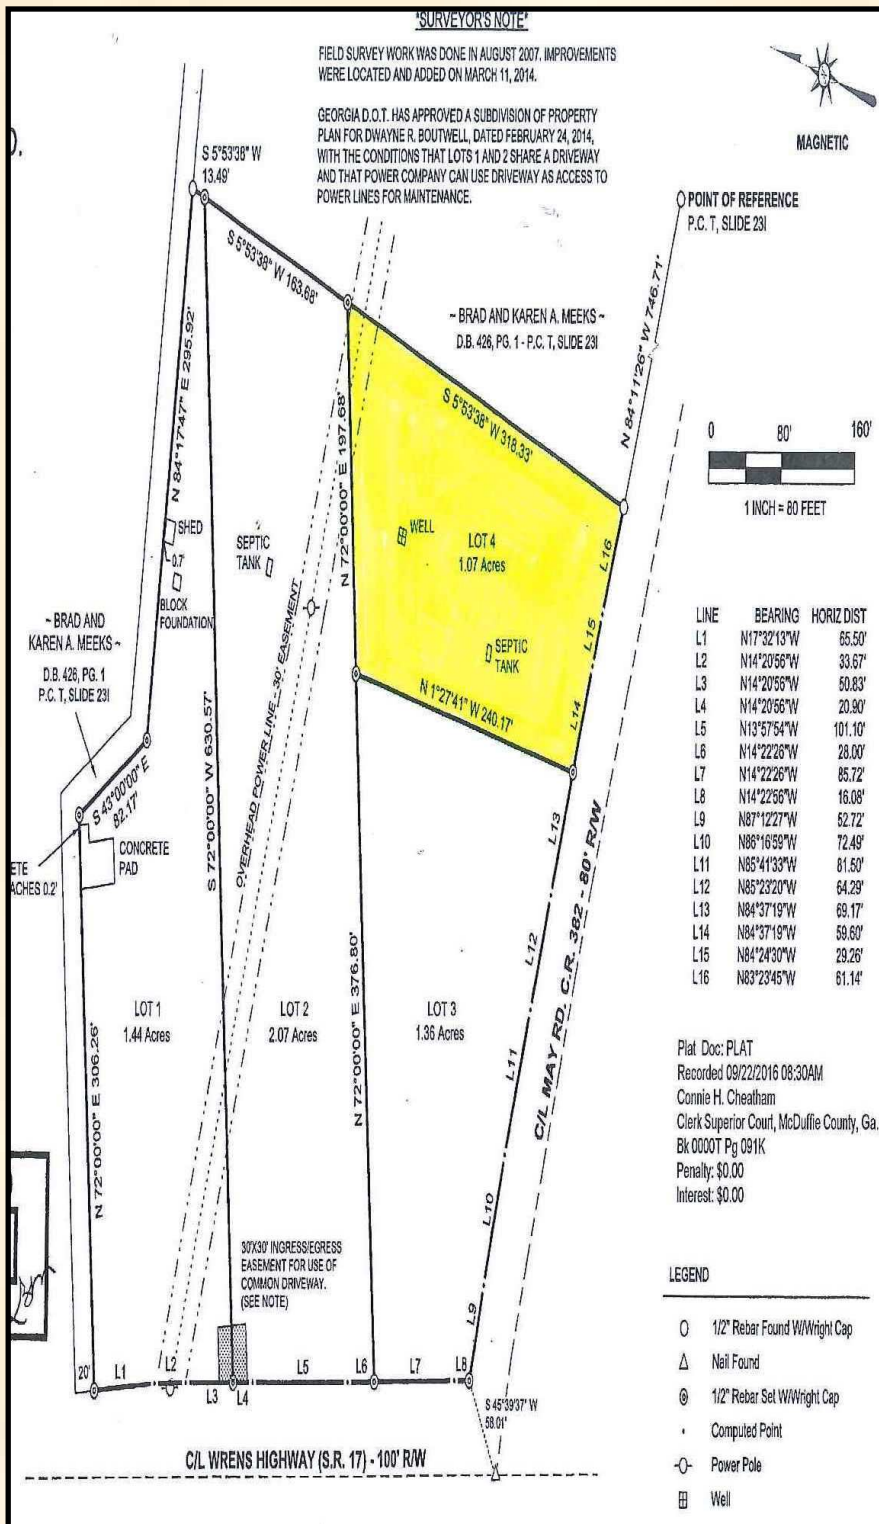 "SURVEYOR'S NOTE"
FIELD SURVEY WORK WAS DONE IN AUGUST 2007. IMPROVEMENTS
WERE LOCATED AND ADDED ON MARCH 11, 2014.
GEORGIA D.O.T. HAS APPROVED A SUBDIVISION OF PROPERTY
PLAN FOR DWAYNE R. BOUTWELL, DATED FEBRUARY 24, 2014,
WITH THE CONDITIONS THAT LOTS 1 AND 2 SHARE A DRIVEWAY
AND THAT POWER COMPANY CAN USE DRIVEWAY AS ACCESS TO
POWER LINES FOR MAINTENANCE.
MAGNETIC
S 5°53'38" W
13.49'
POINT OF REFERENCE
P.C. T, SLIDE 23I
S 5°53'38" W 163.68'
~ BRAD AND KAREN A. MEEKS ~
D.B. 426, PG. 1 - P.C. T, SLIDE 23I
N 84°11'26" W 746.71'
N 84°17'47" E 295.92'
N 72°00'00" E 197.68'
S 5°53'38" W 318.33'
0 80' 160'
1 INCH = 80 FEET
SHED
0.7'
BLOCK
FOUNDATION
SEPTIC
TANK
WELL
LOT 4
1.07 Acres
SEPTIC
TANK
L16
L15
L14
N 1°27'41" W 240.17'
~ BRAD AND
KAREN A. MEEKS ~
D.B. 426, PG. 1
P.C. T, SLIDE 23I
OVERHEAD POWER LINE - 30' EASEMENT
S 72°00'00" W 630.57'
S 43°00'00" E
82.17'
CONCRETE
PAD
ETE
ACHES 0.2'
LINE BEARING HORIZ DIST
L1 N17°32'13"W 65.50'
L2 N14°20'56"W 33.67'
L3 N14°20'56"W 50.83'
L4 N14°20'56"W 20.90'
L5 N13°57'54"W 101.10'
L6 N14°22'26"W 28.00'
L7 N14°22'26"W 85.72'
L8 N14°22'56"W 16.08'
L9 N87°12'27"W 52.72'
L10 N86°16'59"W 72.49'
L11 N85°41'33"W 81.50'
L12 N85°23'20"W 64.29'
L13 N84°37'19"W 69.17'
L14 N84°37'19"W 59.60'
L15 N84°24'30"W 29.26'
L16 N83°23'45"W 61.14'
L13
L12
L11
L10
L9
C/L MAY RD. C.R. 382 - 80' R/W
N 72°00'00" E 306.26'
N 72°00'00" E 376.80'
LOT 1
1.44 Acres
LOT 2
2.07 Acres
LOT 3
1.36 Acres
Plat Doc: PLAT
Recorded 09/22/2016 08:30AM
Connie H. Cheatham
Clerk Superior Court, McDuffie County, Ga.
Bk 0000T Pg 091K
Penalty: $0.00
Interest: $0.00
30'X30' INGRESS/EGRESS
EASEMENT FOR USE OF
COMMON DRIVEWAY.
(SEE NOTE)
20'
L1
L2
L3
L4
L5
L6
L7
L8
S 45°39'37" W
58.01'
C/L WRENS HIGHWAY (S.R. 17) - 100' R/W
LEGEND
1/2" Rebar Found W/Wright Cap
Nail Found
1/2" Rebar Set W/Wright Cap
Computed Point
Power Pole
Well